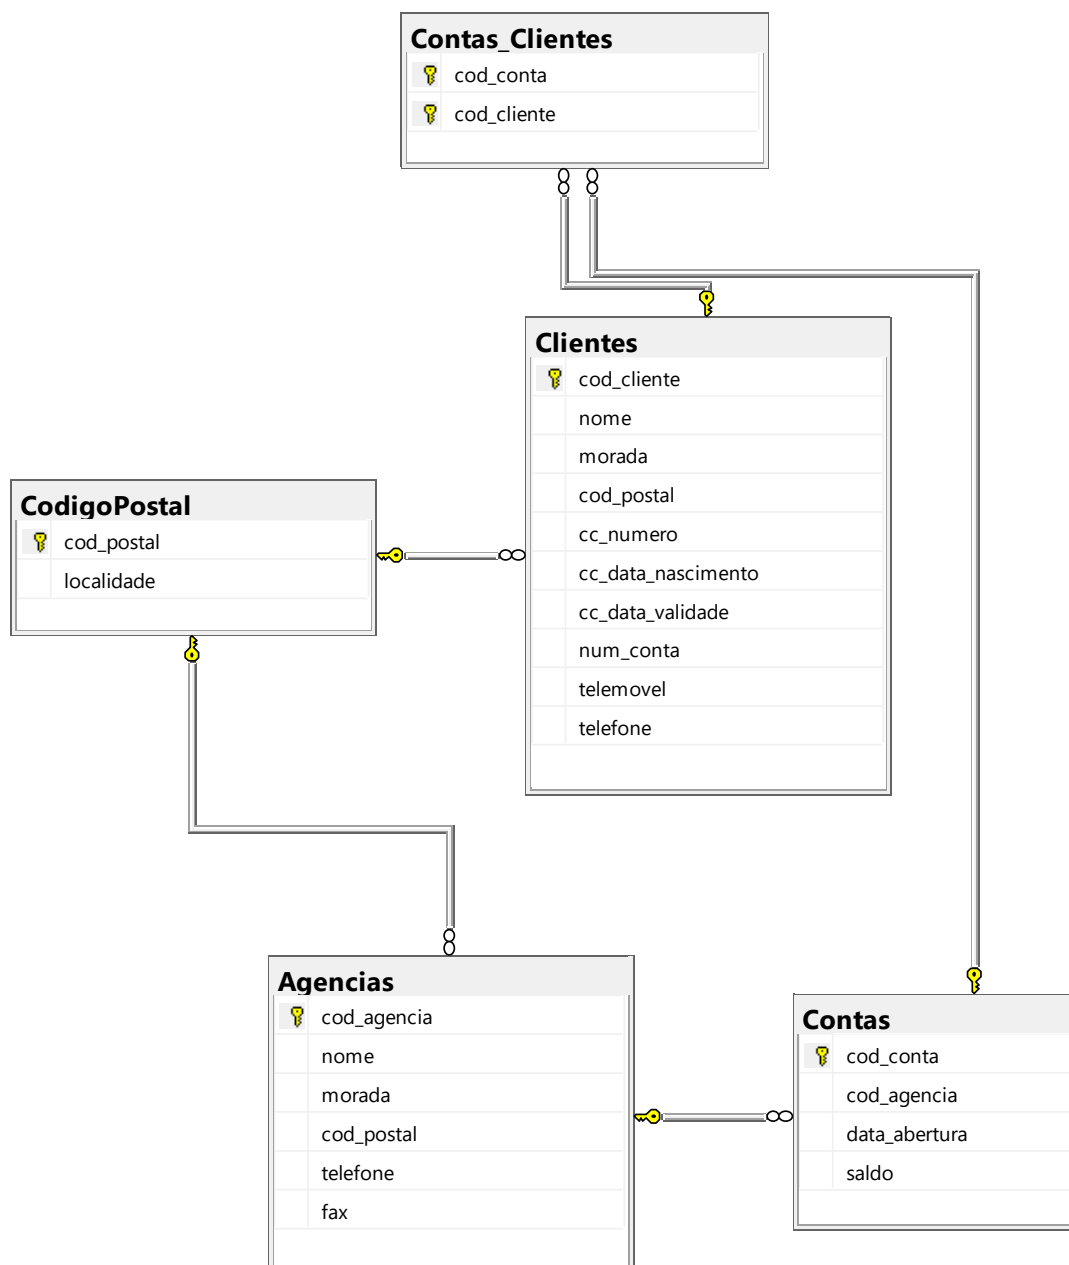 Contas_Clientes
cod_conta
cod_cliente
Clientes
cod_cliente
nome
morada
cod_postal
cc_numero
cc_data_nascimento
cc_data_validade
num_conta
telemovel
telefone
CodigoPostal
cod_postal
localidade
Agencias
cod_agencia
nome
morada
cod_postal
telefone
fax
Contas
cod_conta
cod_agencia
data_abertura
saldo